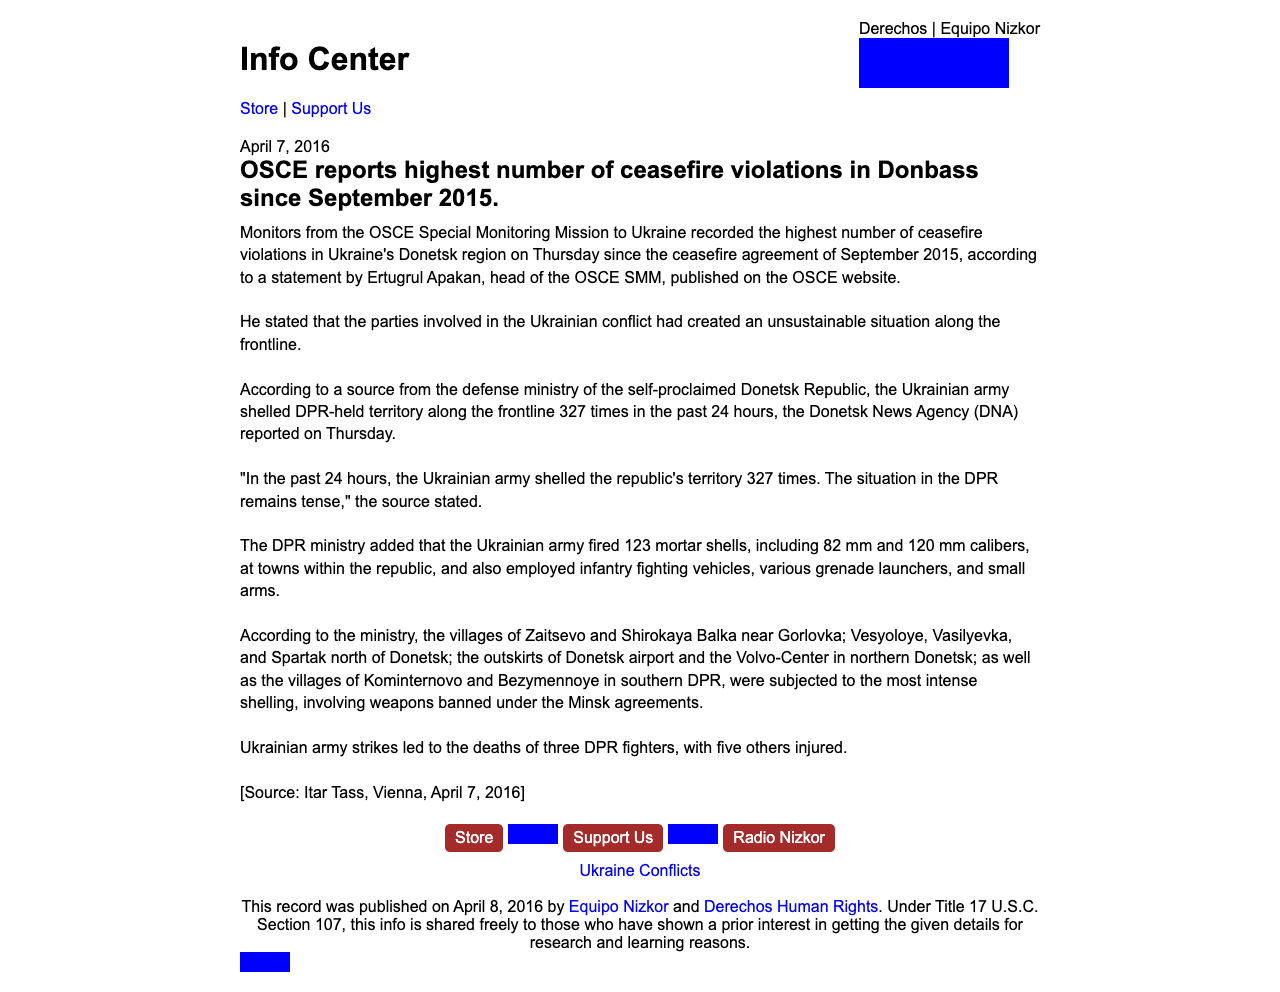 Derechos | Equipo Nizkor
Info Center
Store | Support Us
April 7, 2016
OSCE reports highest number of ceasefire violations in Donbass
since September 2015.
Monitors from the OSCE Special Monitoring Mission to Ukraine recorded the highest number of ceasefire
violations in Ukraine's Donetsk region on Thursday since the ceasefire agreement of September 2015, according
to a statement by Ertugrul Apakan, head of the OSCE SMM, published on the OSCE website.
He stated that the parties involved in the Ukrainian conflict had created an unsustainable situation along the
frontline.
According to a source from the defense ministry of the self-proclaimed Donetsk Republic, the Ukrainian army
shelled DPR-held territory along the frontline 327 times in the past 24 hours, the Donetsk News Agency (DNA)
reported on Thursday.
"In the past 24 hours, the Ukrainian army shelled the republic's territory 327 times. The situation in the DPR
remains tense," the source stated.
The DPR ministry added that the Ukrainian army fired 123 mortar shells, including 82 mm and 120 mm calibers,
at towns within the republic, and also employed infantry fighting vehicles, various grenade launchers, and small
arms.
According to the ministry, the villages of Zaitsevo and Shirokaya Balka near Gorlovka; Vesyoloye, Vasilyevka,
and Spartak north of Donetsk; the outskirts of Donetsk airport and the Volvo-Center in northern Donetsk; as well
as the villages of Kominternovo and Bezymennoye in southern DPR, were subjected to the most intense
shelling, involving weapons banned under the Minsk agreements.
Ukrainian army strikes led to the deaths of three DPR fighters, with five others injured.
[Source: Itar Tass, Vienna, April 7, 2016]
Store Support Us Radio Nizkor
Ukraine Conflicts
This record was published on April 8, 2016 by Equipo Nizkor and Derechos Human Rights. Under Title 17 U.S.C.
Section 107, this info is shared freely to those who have shown a prior interest in getting the given details for
research and learning reasons.